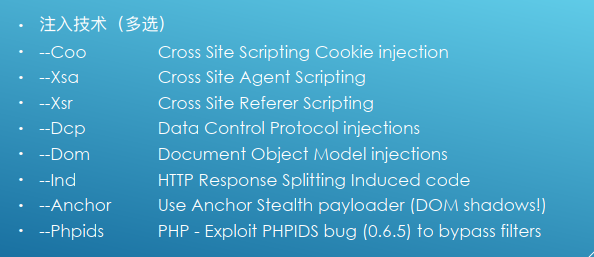 • 注入技术（多选）
• --Coo Cross Site Scripting Cookie injection
• --Xsa Cross Site Agent Scripting
• --Xsr Cross Site Referer Scripting
• --Dcp Data Control Protocol injections
• --Dom Document Object Model injections
• --Ind HTTP Response Splitting Induced code
• --Anchor Use Anchor Stealth payloader (DOM shadows!)
• --Phpids PHP - Exploit PHPIDS bug (0.6.5) to bypass filters